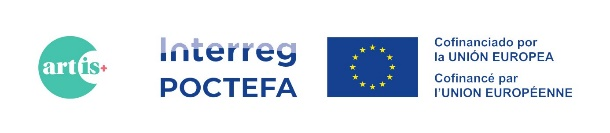 artis+
Interreg
POCTEFA
Cofinanciado por
la UNIÓN EUROPEA
Cofinancé par
l'UNION EUROPÉENNE